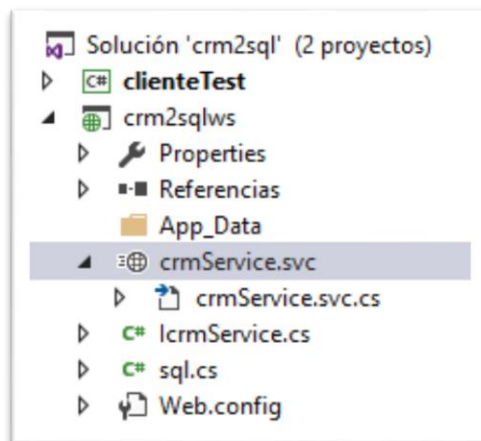 Solución 'crm2sql' (2 proyectos)
C# clienteTest
crm2sqlws
Properties
Referencias
App_Data
crmService.svc
crmService.svc.cs
C# IcrmService.cs
C# sql.cs
Web.config